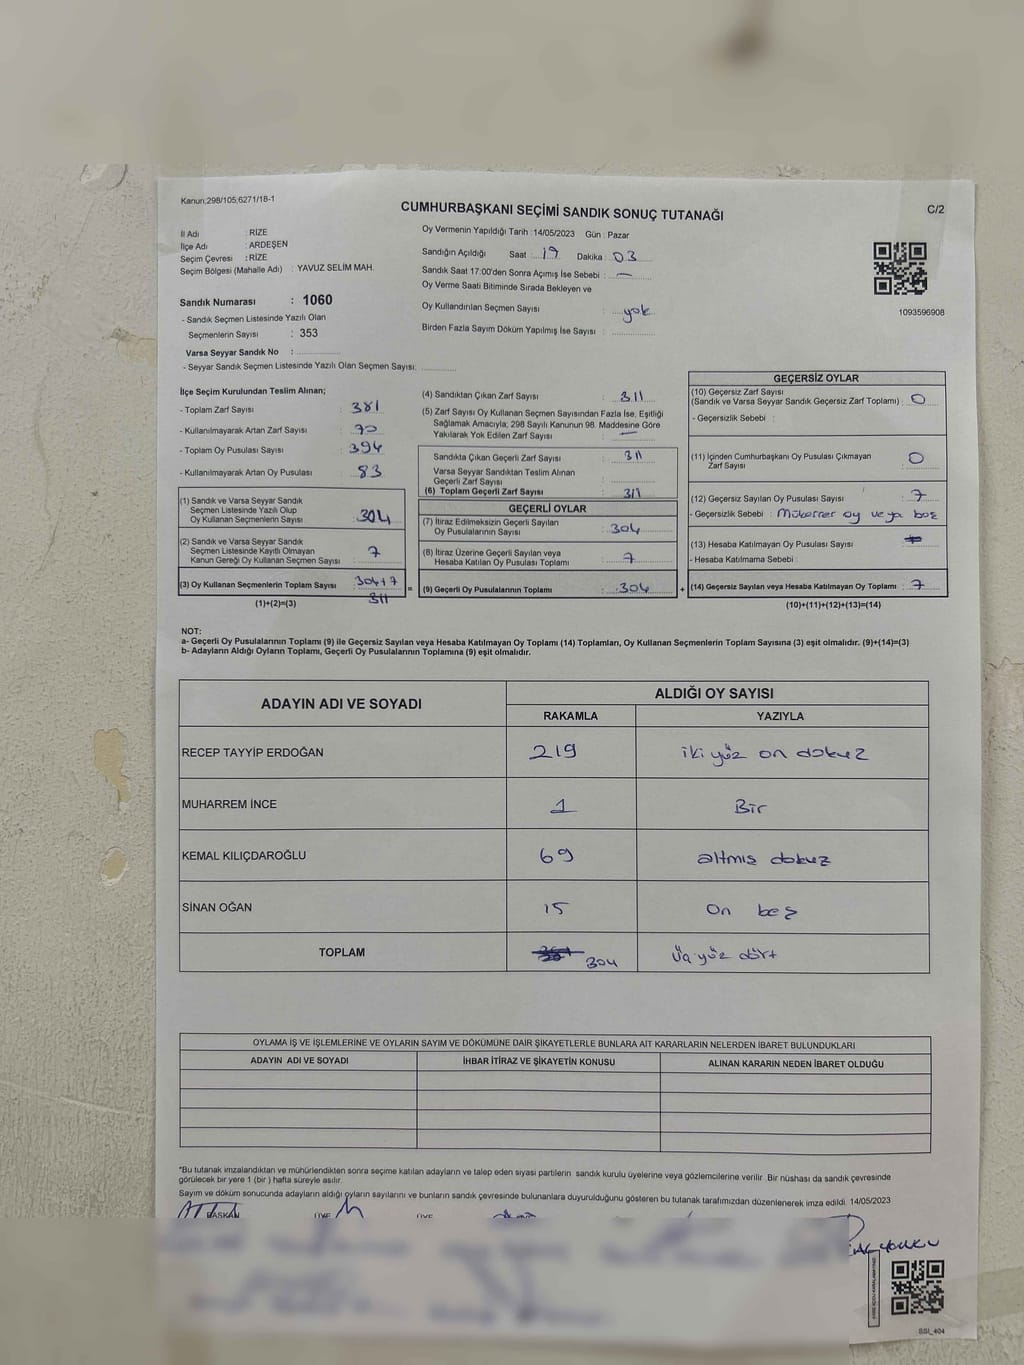 Kanun;298/105;6271/18-1
CUMHURBAŞKANI SEÇİMİ SANDIK SONUÇ TUTANAĞI
C/2
İl Adı : RİZE
İlçe Adı : ARDEŞEN
Seçim Çevresi : RİZE
Seçim Bölgesi (Mahalle Adı) : YAVUZ SELİM MAH.
Sandık Numarası : 1060
- Sandık Seçmen Listesinde Yazılı Olan
Seçmenlerin Sayısı : 353
Varsa Seyyar Sandık No :
- Seyyar Sandık Seçmen Listesinde Yazılı Olan Seçmen Sayısı:
Oy Vermenin Yapıldığı Tarih :14/05/2023 Gün : Pazar
Sandığın Açıldığı Saat : 19 Dakika : 03
Sandık Saat 17:00'den Sonra Açımış İse Sebebi : —
Oy Verme Saati Bitiminde Sırada Bekleyen ve
Oy Kullandırılan Seçmen Sayısı : yok
Birden Fazla Sayım Döküm Yapılmış İse Sayısı :
1093596908
İlçe Seçim Kurulundan Teslim Alınan;
- Toplam Zarf Sayısı : 381
- Kullanılmayarak Artan Zarf Sayısı : 70
- Toplam Oy Pusulası Sayısı : 394
- Kullanılmayarak Artan Oy Pusulası : 83
(1) Sandık ve Varsa Seyyar Sandık
Seçmen Listesinde Yazılı Olup
Oy Kullanan Seçmenlerin Sayısı : 304
(2) Sandık ve Varsa Seyyar Sandık
Seçmen Listesinde Kayıtlı Olmayan
Kanun Gereği Oy Kullanan Seçmen Sayısı : 7
(3) Oy Kullanan Seçmenlerin Toplam Sayısı : 304+7
311
(1)+(2)=(3)
(4) Sandıktan Çıkan Zarf Sayısı : 311
(5) Zarf Sayısı Oy Kullanan Seçmen Sayısından Fazla İse, Eşitliği
Sağlamak Amacıyla; 298 Sayılı Kanunun 98. Maddesine Göre
Yakılarak Yok Edilen Zarf Sayısı : —
Sandıkta Çıkan Geçerli Zarf Sayısı : 311
Varsa Seyyar Sandıktan Teslim Alınan
Geçerli Zarf Sayısı :
(6) Toplam Geçerli Zarf Sayısı : 311
GEÇERLİ OYLAR
(7) İtiraz Edilmeksizin Geçerli Sayılan
Oy Pusulalarının Sayısı : 304
(8) İtiraz Üzerine Geçerli Sayılan veya
Hesaba Katılan Oy Pusulası Toplamı : 7
= (9) Geçerli Oy Pusulalarının Toplamı : 304 +
GEÇERSİZ OYLAR
(10) Geçersiz Zarf Sayısı
(Sandık ve Varsa Seyyar Sandık Geçersiz Zarf Toplamı) : 0
- Geçersizlik Sebebi :
(11) İçinden Cumhurbaşkanı Oy Pusulası Çıkmayan
Zarf Sayısı : 0
(12) Geçersiz Sayılan Oy Pusulası Sayısı : 7
- Geçersizlik Sebebi : Mükerrer oy veya boş
(13) Hesaba Katılmayan Oy Pusulası Sayısı :
- Hesaba Katılmama Sebebi :
(14) Geçersiz Sayılan veya Hesaba Katılmayan Oy Toplamı : 7
(10)+(11)+(12)+(13)=(14)
NOT:
a- Geçerli Oy Pusulalarının Toplamı (9) ile Geçersiz Sayılan veya Hesaba Katılmayan Oy Toplamı (14) Toplamları, Oy Kullanan Seçmenlerin Toplam Sayısına (3) eşit olmalıdır. (9)+(14)=(3)
b- Adayların Aldığı Oyların Toplamı, Geçerli Oy Pusulalarının Toplamına (9) eşit olmalıdır.
ADAYIN ADI VE SOYADI ALDIĞI OY SAYISI
RAKAMLA YAZIYLA
RECEP TAYYİP ERDOĞAN 219 iki yüz on dokuz
MUHARREM İNCE 1 Bir
KEMAL KILIÇDAROĞLU 69 altmış dokuz
SİNAN OĞAN 15 On beş
TOPLAM 304 üç yüz dört
OYLAMA İŞ VE İŞLEMLERİNE VE OYLARIN SAYIM VE DÖKÜMÜNE DAİR ŞİKAYETLERLE BUNLARA AİT KARARLARIN NELERDEN İBARET BULUNDUKLARI
ADAYIN ADI VE SOYADI İHBAR İTİRAZ VE ŞİKAYETİN KONUSU ALINAN KARARIN NEDEN İBARET OLDUĞU
*Bu tutanak imzalandıktan ve mühürlendikten sonra seçime katılan adayların ve talep eden siyasi partilerin sandık kurulu üyelerine veya gözlemcilerine verilir. Bir nüshası da sandık çevresinde
görülecek bir yere 1 (bir ) hafta süreyle asılır.
Sayım ve döküm sonucunda adayların aldığı oyların sayılarını ve bunların sandık çevresinde bulunanlara duyurulduğunu gösteren bu tutanak tarafımızdan düzenlenerek imza edildi. 14/05/2023
BAŞKAN ÜYE ÜYE
SSI_404